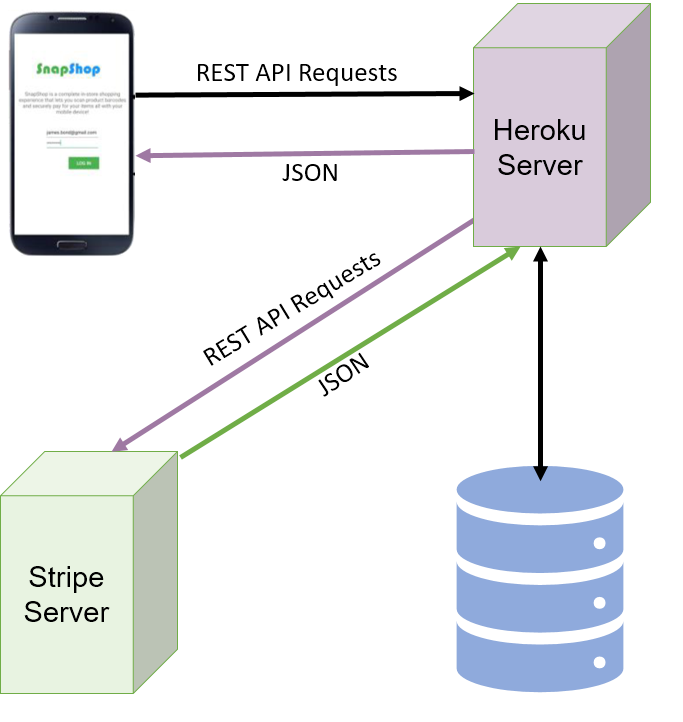 SnapShop
SnapShop is a complete in-store shopping
experience that lets you scan product barcodes
and securely pay for your items all with your
mobile device!
james.bond@gmail.com
LOG IN
REST API Requests
JSON
Heroku
Server
REST API Requests
JSON
Stripe
Server